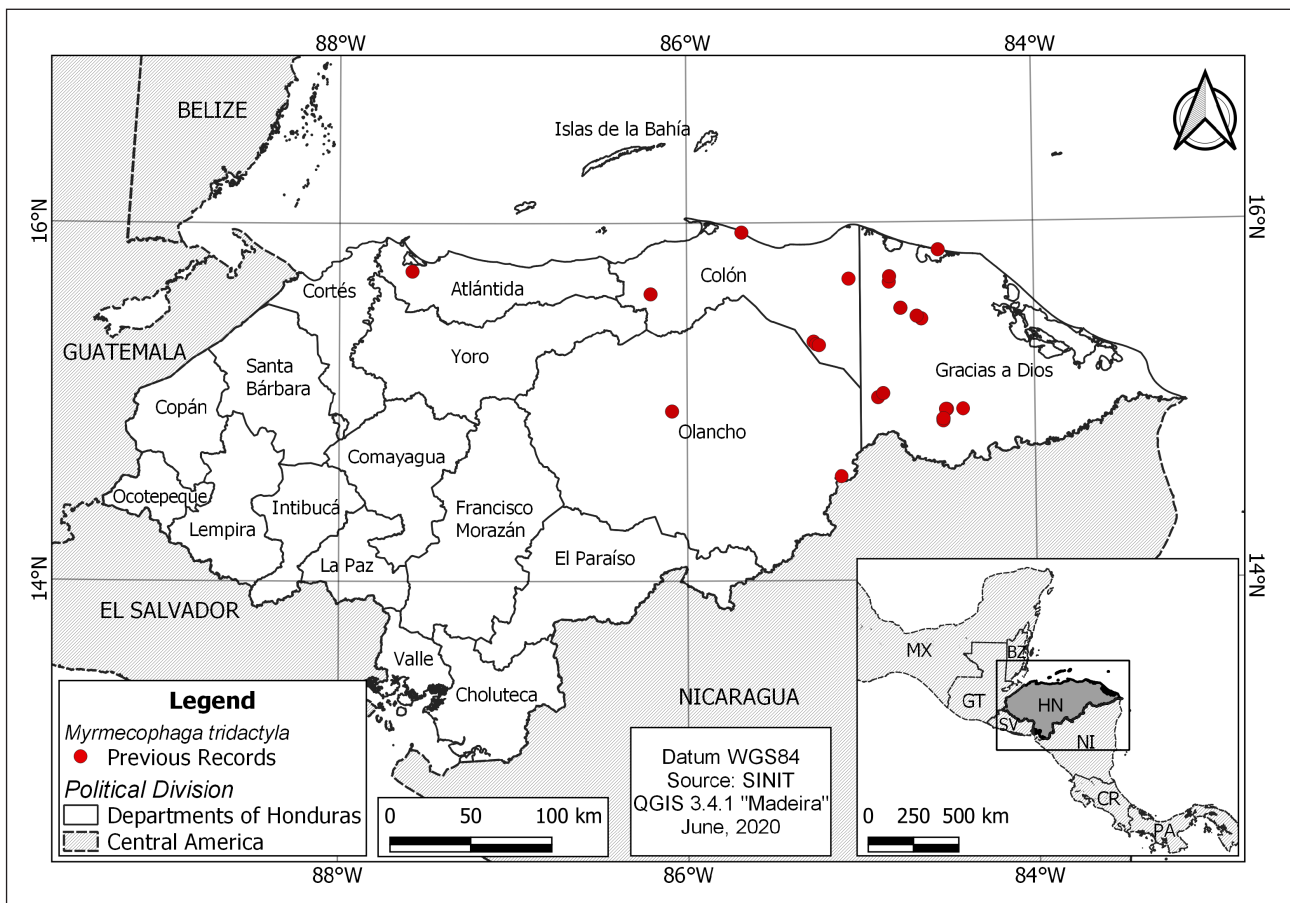 88°W
86°W
84°W
BELIZE
Islas de la Bahía
16°N
16°N
Colón
Cortés
Atlántida
GUATEMALA
Yoro
Santa
Bárbara
Gracias a Dios
Copán
Olancho
Comayagua
Ocotepeque
Intibucá
Francisco
Morazán
Lempira
El Paraíso
La Paz
14°N
14°N
EL SALVADOR
Valle
Choluteca
NICARAGUA
MX
BZ
GT
HN
SV
NI
CR
PA
Legend
Myrmecophaga tridactyla
Previous Records
Political Division
Departments of Honduras
Central America
0 50 100 km
Datum WGS84
Source: SINIT
QGIS 3.4.1 "Madeira"
June, 2020
0 250 500 km
88°W
86°W
84°W